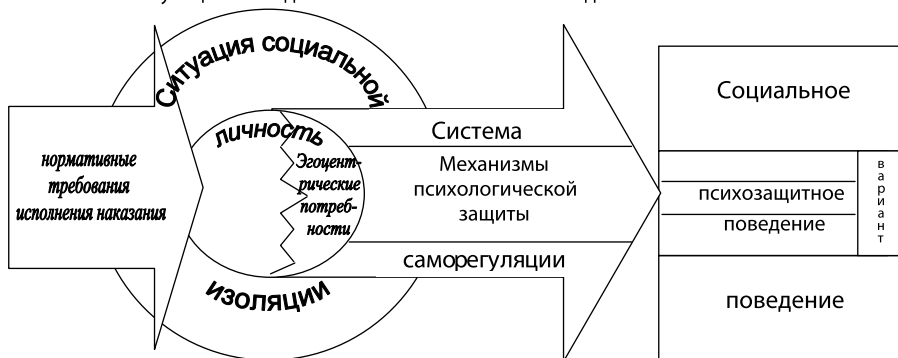 Ситуация социальной
изоляции
личность
нормативные
требования
исполнения наказания
Эгоцент-
рические
потреб-
ности
Система
Механизмы
психологической
защиты
саморегуляции
Социальное
психозащитное
поведение
вариант
поведение